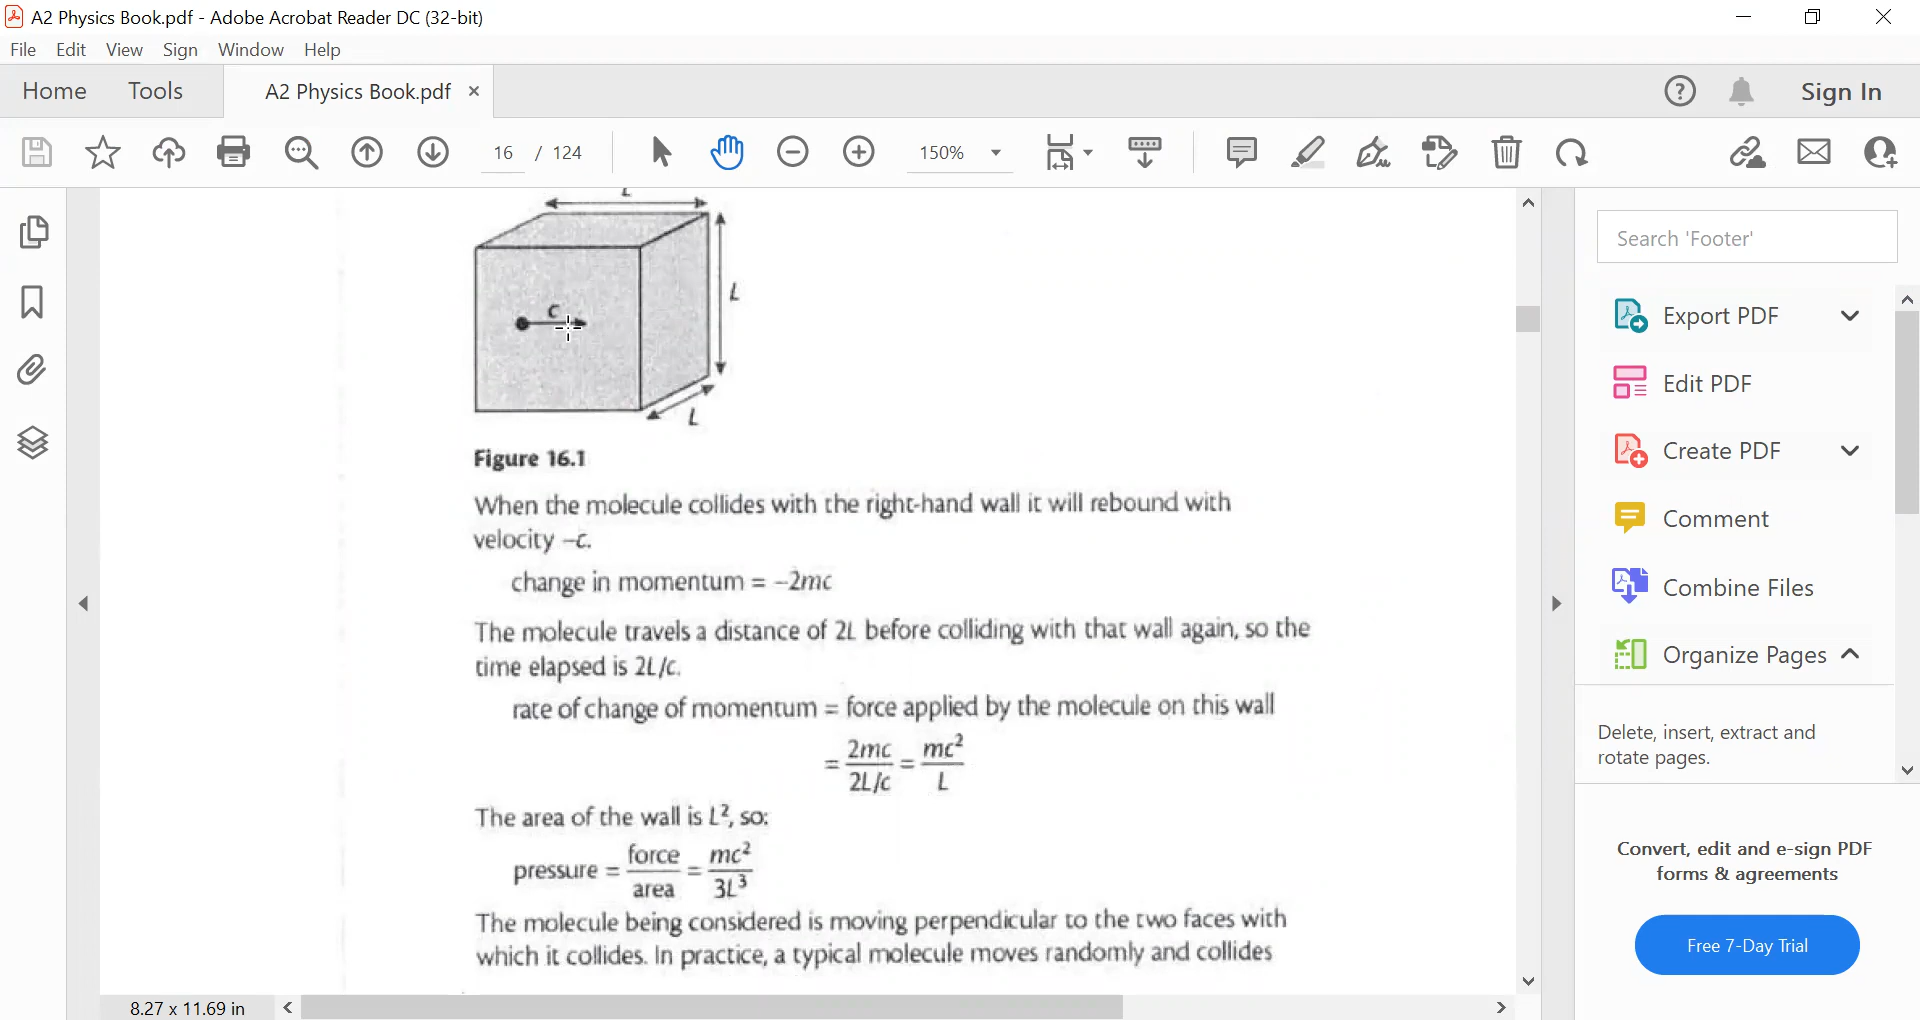 A2 Physics Book.pdf - Adobe Acrobat Reader DC (32-bit)
File Edit View Sign Window Help
Home Tools A2 Physics Book.pdf × Sign In
16 / 124 150%
L
Search 'Footer'
L
c
L
Export PDF
Edit PDF
Create PDF
Comment
Combine Files
Organize Pages
Delete, insert, extract and
rotate pages.
Convert, edit and e-sign PDF
forms & agreements
Free 7-Day Trial
Figure 16.1
When the molecule collides with the right-hand wall it will rebound with
velocity –c.
change in momentum = –2mc
The molecule travels a distance of 2L before colliding with that wall again, so the
time elapsed is 2L/c.
rate of change of momentum = force applied by the molecule on this wall
= 2mc / 2L/c = mc² / L
The area of the wall is L², so:
pressure = force / area = mc² / 3L³
The molecule being considered is moving perpendicular to the two faces with
which it collides. In practice, a typical molecule moves randomly and collides
8.27 x 11.69 in